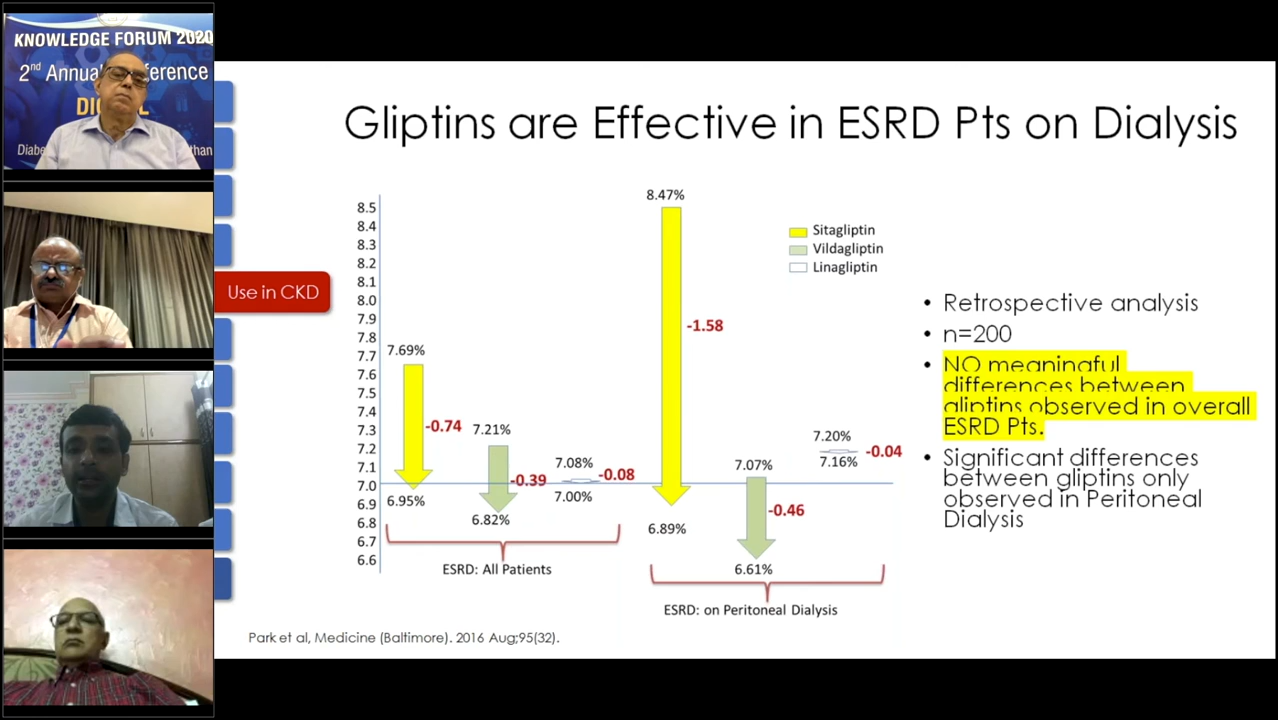 KNOWLEDGE FORUM 2020
2nd Annual
ference
DI
L
Diabe
than
Gliptins are Effective in ESRD Pts on Dialysis
Use in CKD
8.5
8.4
8.3
8.2
8.1
8.0
7.9
7.8
7.7
7.6
7.5
7.4
7.3
7.2
7.1
7.0
6.9
6.8
6.7
6.6
7.69%
-0.74
6.95%
7.21%
-0.39
6.82%
7.08%
-0.08
7.00%
ESRD: All Patients
8.47%
-1.58
6.89%
7.07%
-0.46
6.61%
7.20%
-0.04
7.16%
ESRD: on Peritoneal Dialysis
Sitagliptin
Vildagliptin
Linagliptin
• Retrospective analysis
• n=200
• NO meaningful
differences between
gliptins observed in overall
ESRD Pts.
• Significant differences
between gliptins only
observed in Peritoneal
Dialysis
Park et al, Medicine (Baltimore). 2016 Aug;95(32).